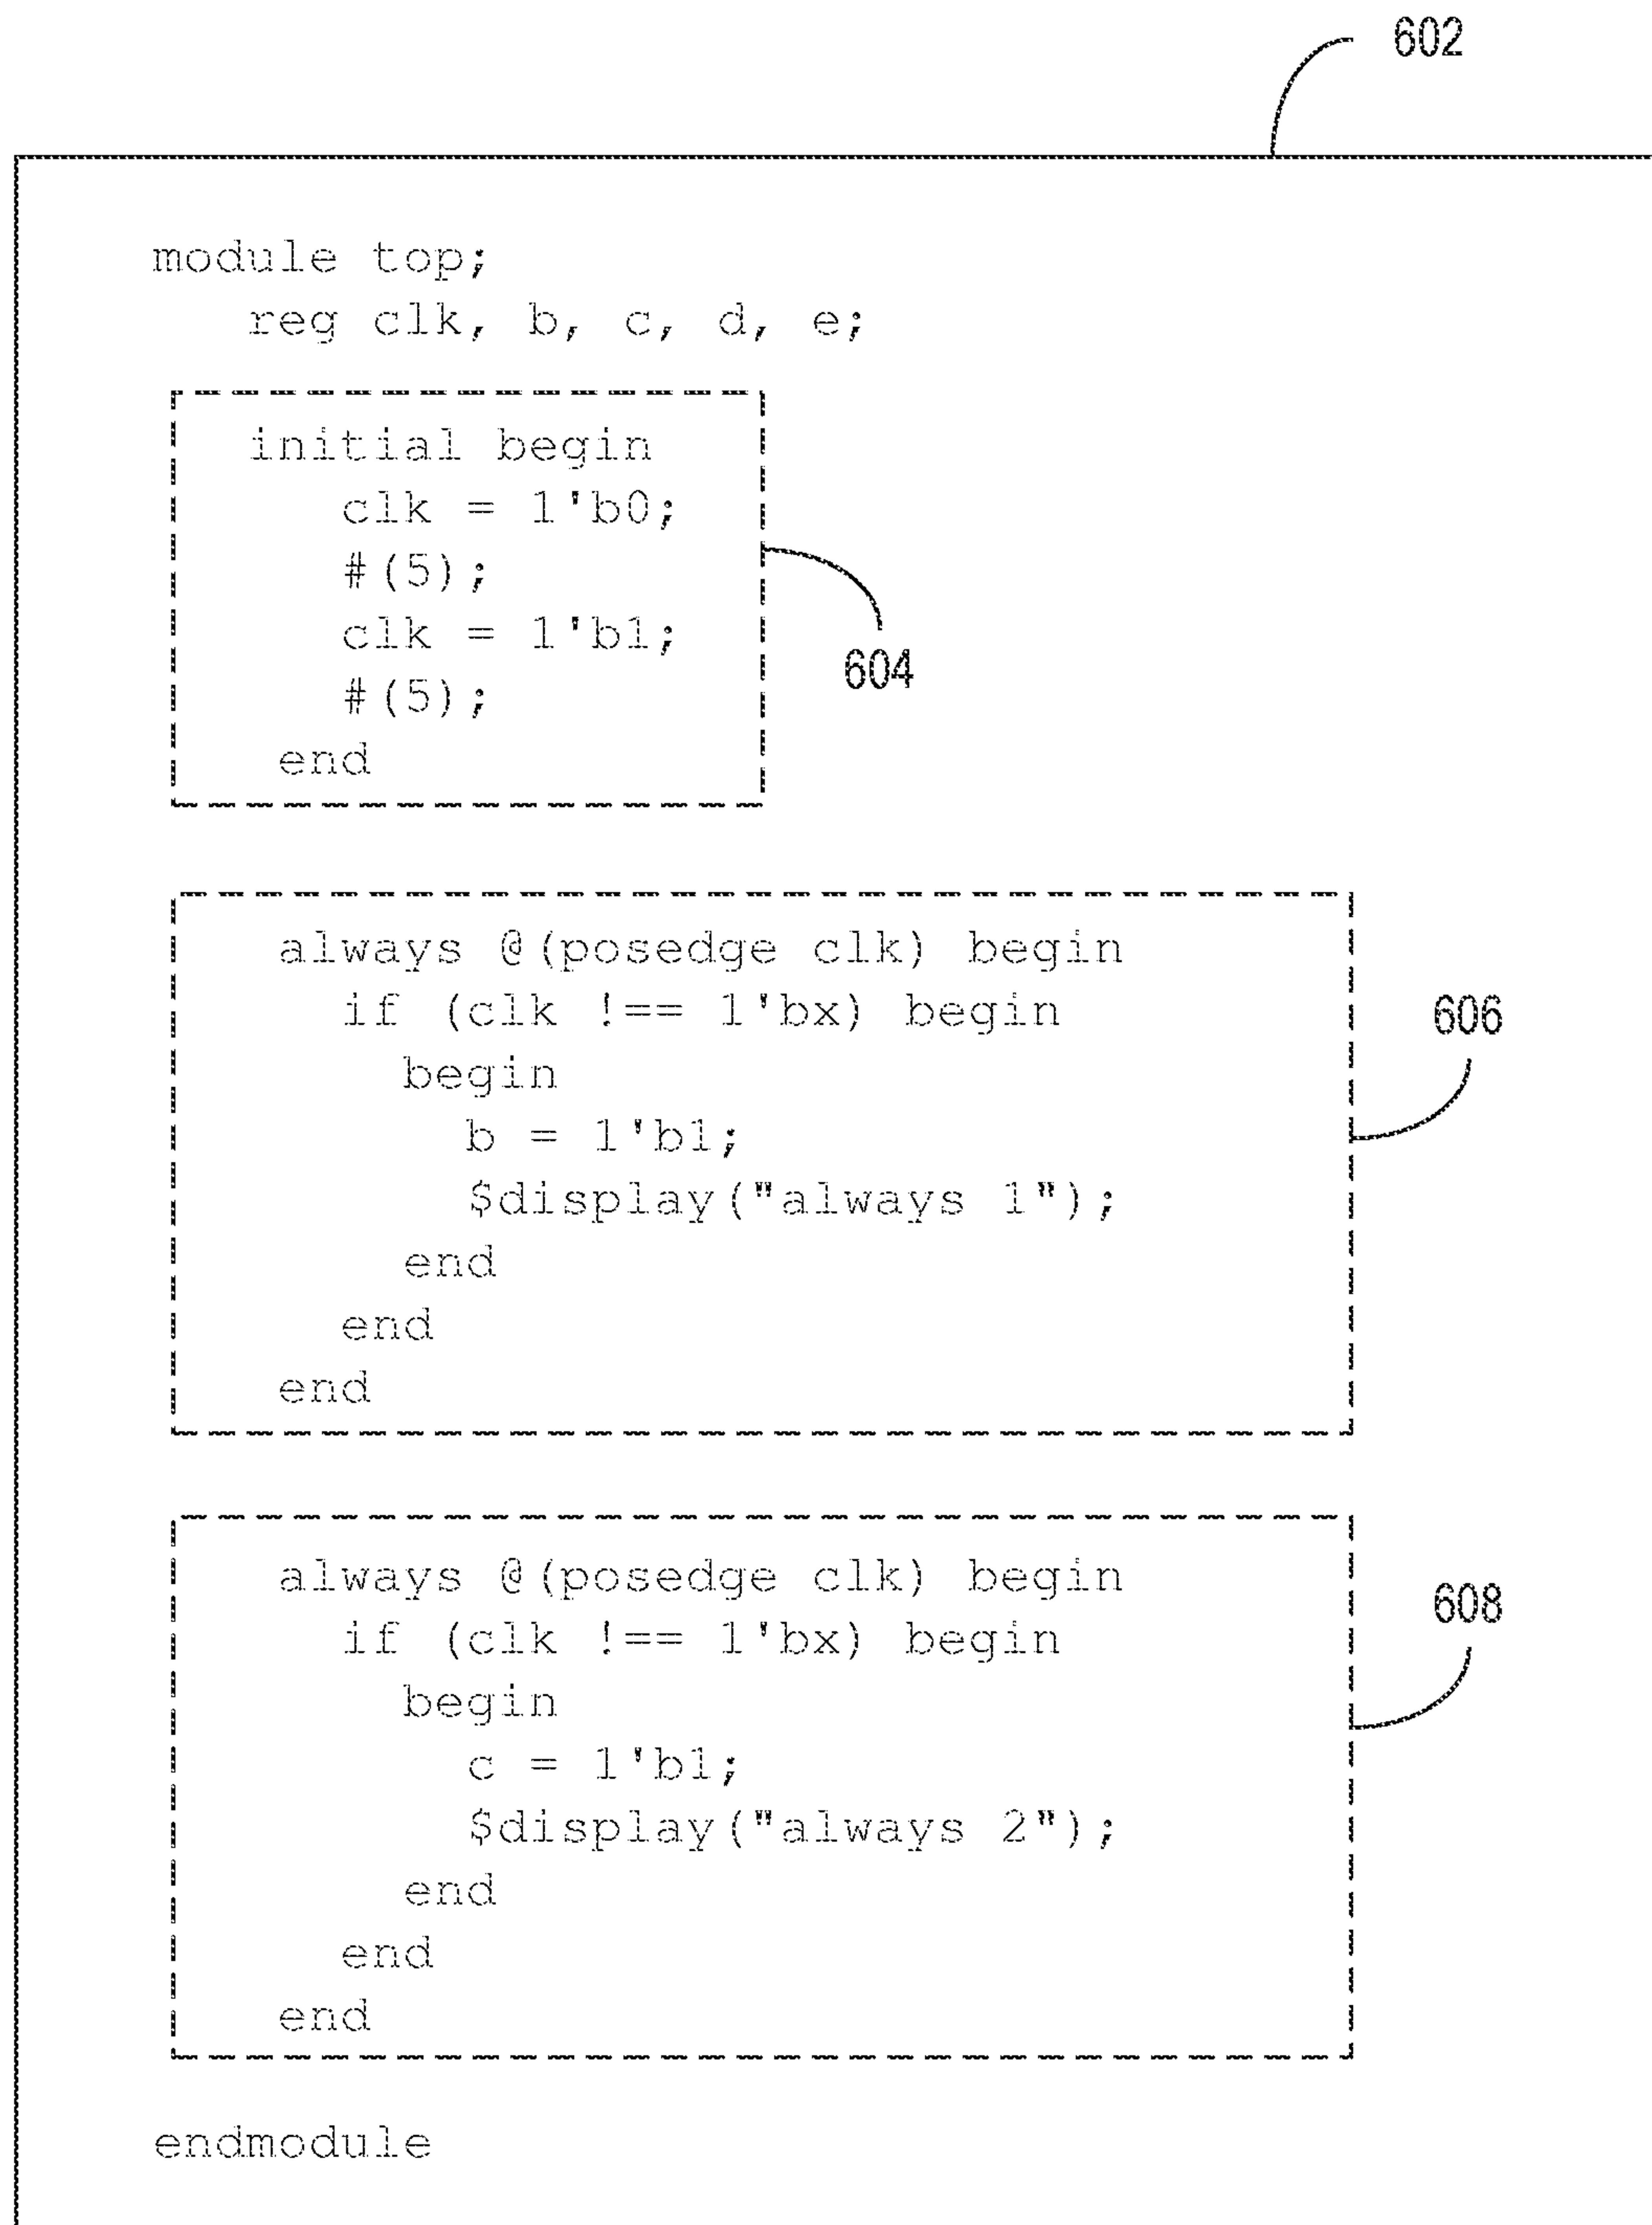 602
module top;
reg clk, b, c, d, e;
initial begin
clk = 1'b0;
#(5);
clk = 1'b1;
#(5);
end
604
always @(posedge clk) begin
if (clk !== 1'bx) begin
begin
b = 1'b1;
$display("always 1");
end
end
end
606
always @(posedge clk) begin
if (clk !== 1'bx) begin
begin
c = 1'b1;
$display("always 2");
end
end
end
608
endmodule